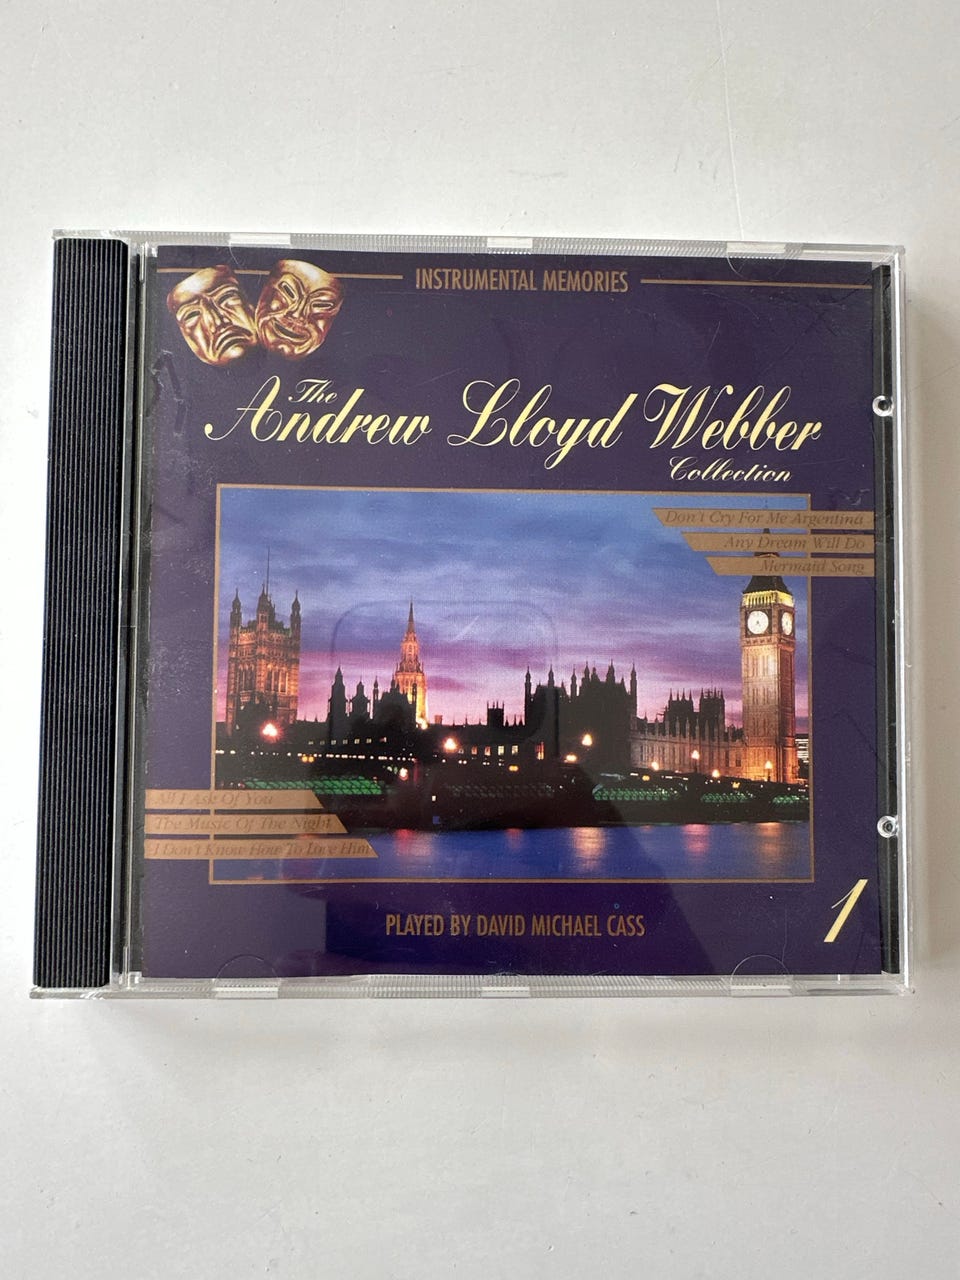 INSTRUMENTAL MEMORIES
The
Andrew Lloyd Webber
Collection
Don't Cry For Me Argentina
Any Dream Will Do
Mermaid Song
All I Ask Of You
The Music Of The Night
I Don't Know How To Love Him
PLAYED BY DAVID MICHAEL CASS
1